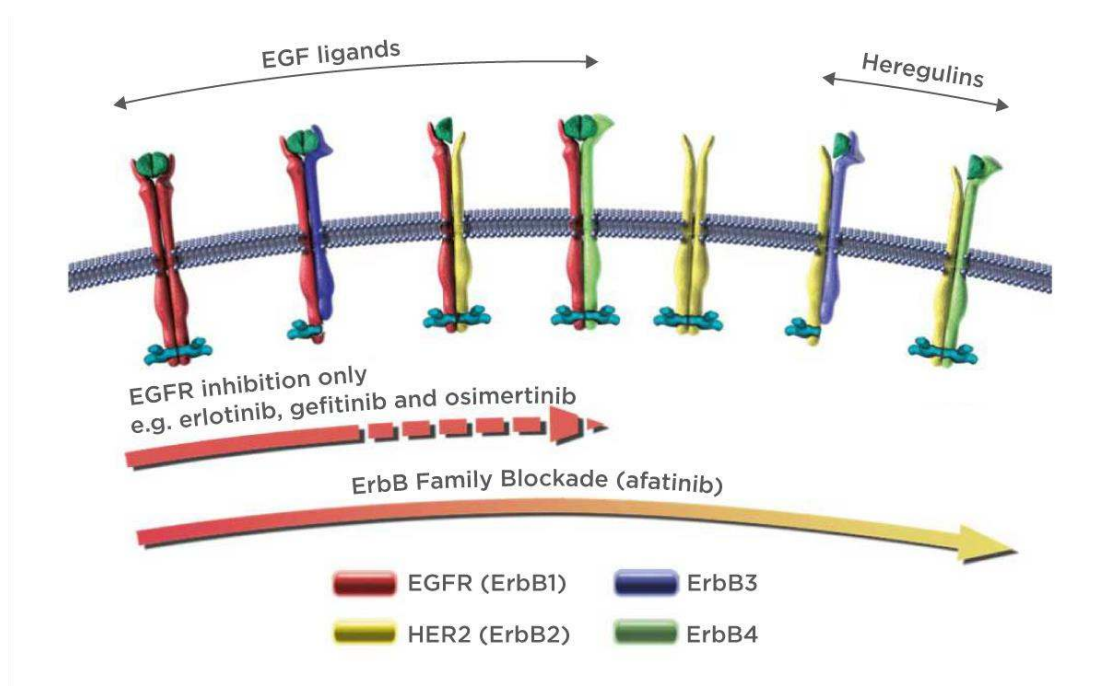 EGF ligands
Heregulins
EGFR inhibition only
e.g. erlotinib, gefitinib and osimertinib
ErbB Family Blockade (afatinib)
EGFR (ErbB1)
ErbB3
HER2 (ErbB2)
ErbB4